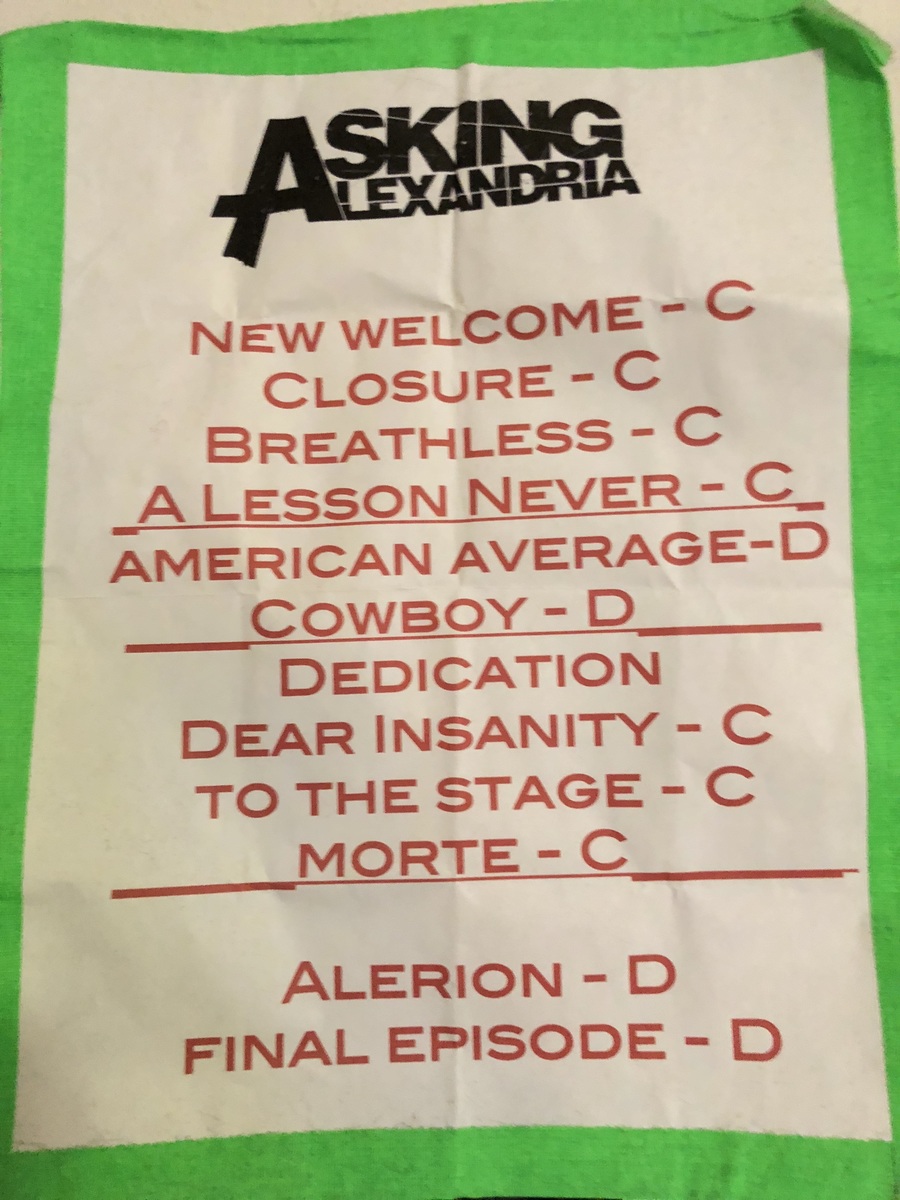 ASKING
ALEXANDRIA
NEW WELCOME - C
CLOSURE - C
BREATHLESS - C
A LESSON NEVER - C
AMERICAN AVERAGE-D
COWBOY - D
DEDICATION
DEAR INSANITY - C
TO THE STAGE - C
MORTE - C
ALERION - D
FINAL EPISODE - D